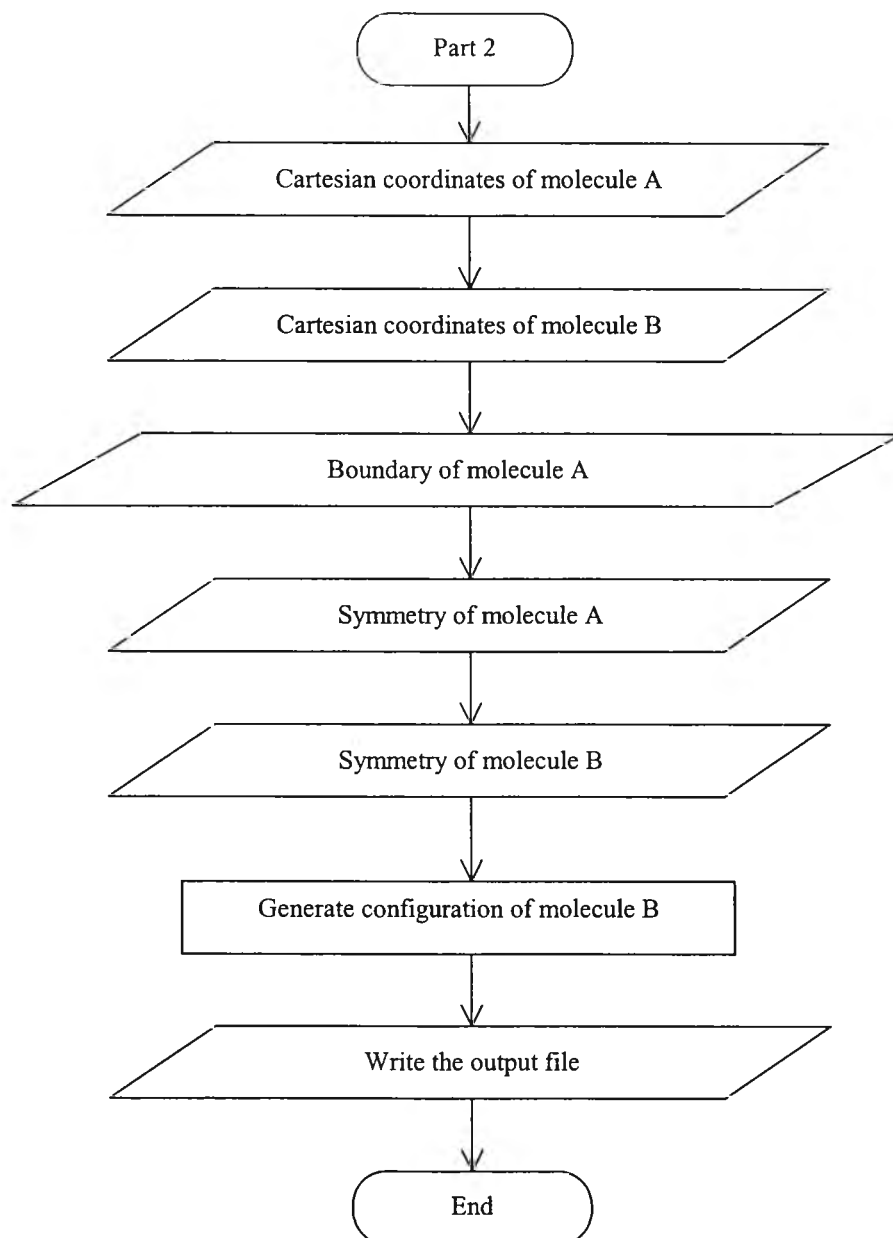 Part 2
Cartesian coordinates of molecule A
Cartesian coordinates of molecule B
Boundary of molecule A
Symmetry of molecule A
Symmetry of molecule B
Generate configuration of molecule B
Write the output file
End